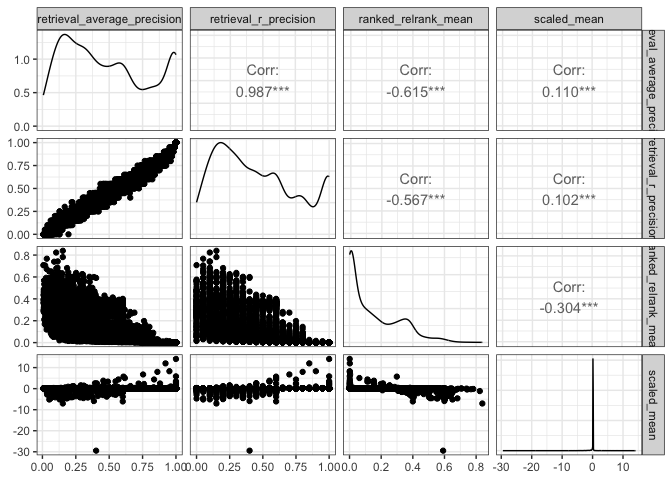 retrieval_average_precision retrieval_r_precision ranked_relrank_mean scaled_mean
1.0
0.5
0.0
Corr:
0.987***
Corr:
-0.615***
Corr:
0.110***
eval_average_preci
1.00
0.75
0.50
0.25
0.00
Corr:
-0.567***
Corr:
0.102***
etrieval_r_precision
0.8
0.6
0.4
0.2
0.0
Corr:
-0.304***
anked_relrank_mea
10
0
-10
-20
-30
scaled_mean
0.00 0.25 0.50 0.75 1.00
0.00 0.25 0.50 0.75 1.00
0.0 0.2 0.4 0.6 0.8
-30 -20 -10 0 10